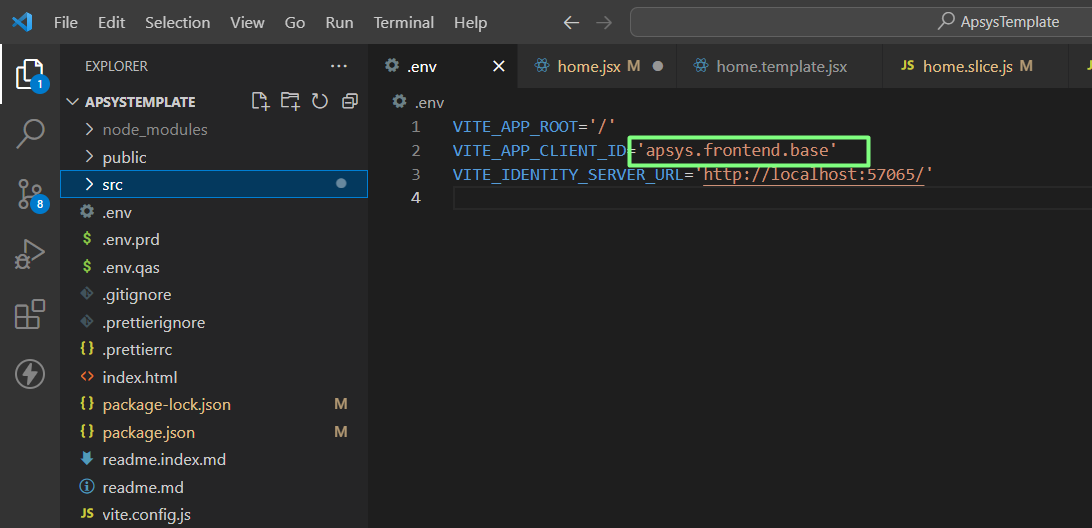 File Edit Selection View Go Run Terminal Help ApsysTemplate
EXPLORER
.env home.jsx M home.template.jsx JS home.slice.js M
1
APSYSTEMPLATE
.env
node_modules
public
src
.env
.env.prd
.env.qas
.gitignore
.prettierignore
.prettierrc
index.html
package-lock.json M
package.json M
readme.index.md
readme.md
JS vite.config.js
8
1 VITE_APP_ROOT='/'
2 VITE_APP_CLIENT_ID='apsys.frontend.base'
3 VITE_IDENTITY_SERVER_URL='http://localhost:57065/'
4